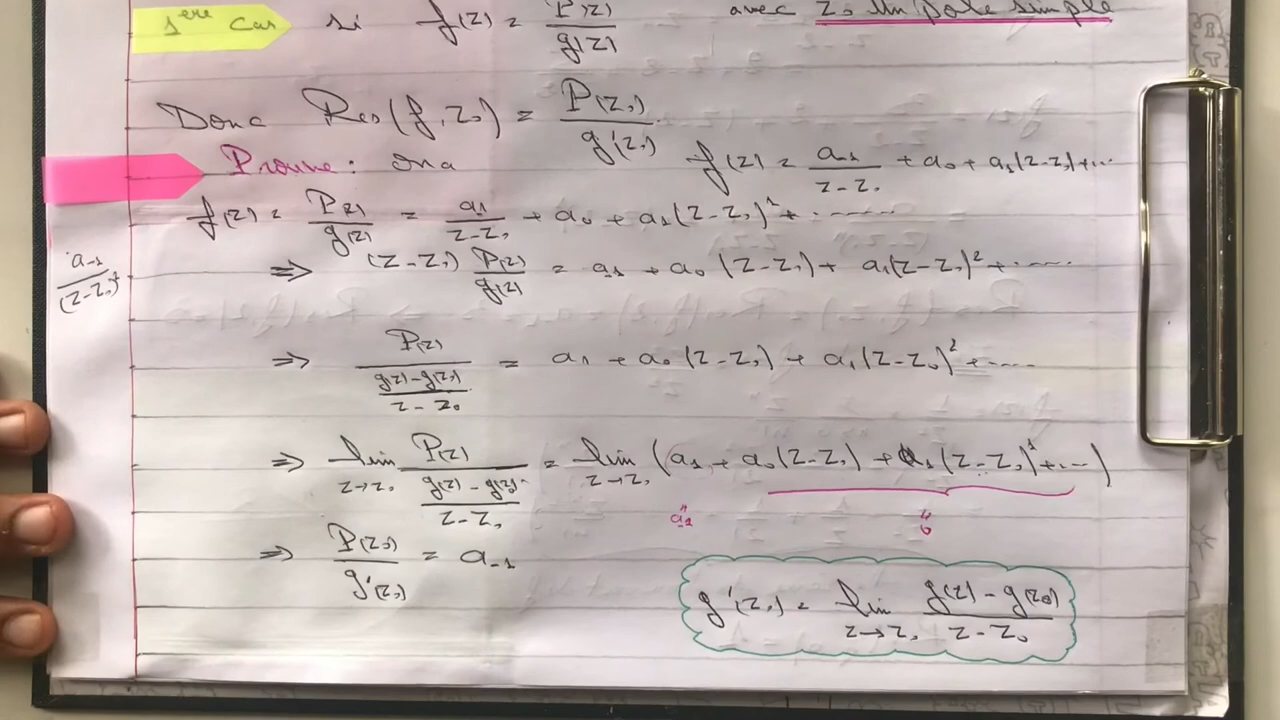 1ere cas si f(z) = P(z)/g(z) avec z₀ un pole simple
Donc Res(f, z₀) = P(z₀)/g'(z₀)
Preuve : on a f(z) = a₋₁/(z-z₀) + a₀ + a₁(z-z₀)+...
f(z) = P(z)/g(z) = a₋₁/(z-z₀) + a₀ + a₁(z-z₀)¹ + ........
a₋₁/(z-z₀)
⇒ (z-z₀) P(z)/g(z) = a₋₁ + a₀(z-z₀) + a₁(z-z₀)² + .....
⇒ P(z)/((g(z)-g(z₀))/(z-z₀)) = a₋₁ + a₀(z-z₀) + a₁(z-z₀)² + .....
⇒ lim z→z₀ P(z)/((g(z)-g(z₀))/(z-z₀)) = lim z→z₀ (a₋₁ + a₀(z-z₀) + a₁(z-z₀)² + ...)
a₋₁ 0
⇒ P(z₀)/g'(z₀) = a₋₁
g'(z₀) = lim z→z₀ (g(z)-g(z₀))/(z-z₀)